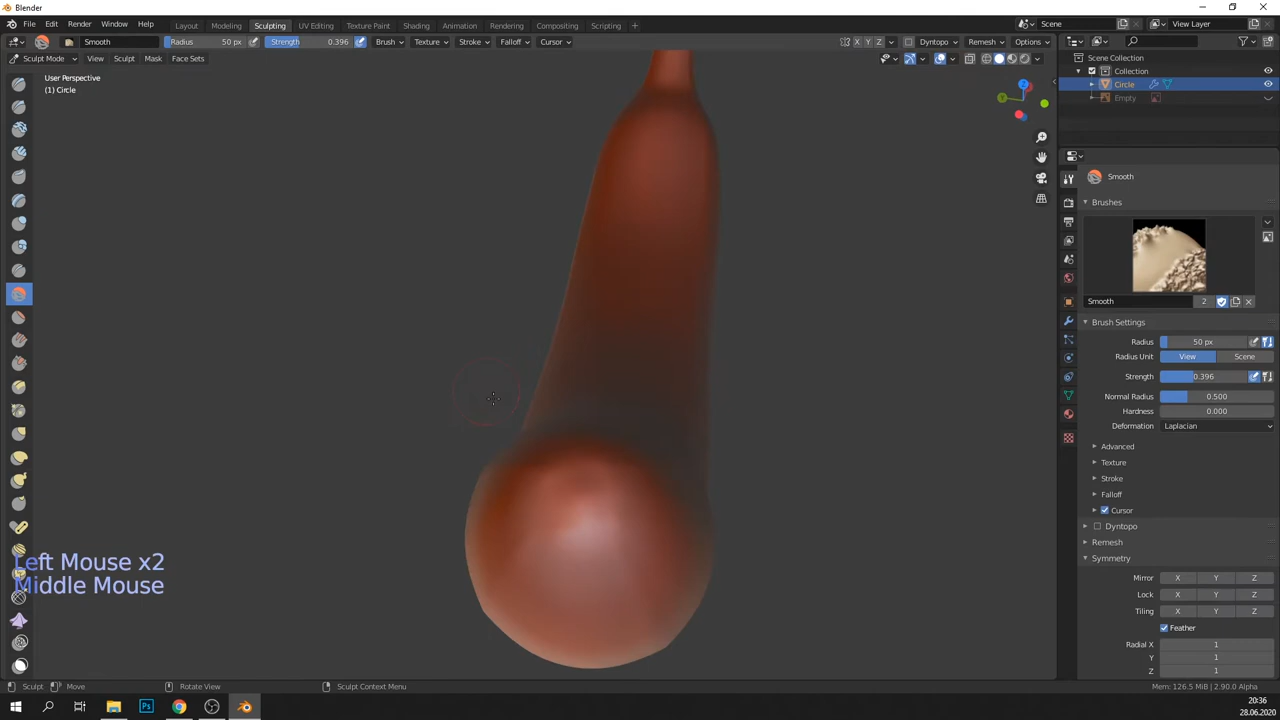 Blender
File Edit Render Window Help Layout Modeling Sculpting UV Editing Texture Paint Shading Animation Rendering Compositing Scripting + Scene View Layer
Smooth Radius 50 px Strength 0.396 Brush Texture Stroke Falloff Cursor X Y Z Dyntopo Remesh Options
Sculpt Mode View Sculpt Mask Face Sets
User Perspective
(1) Circle
Scene Collection
Collection
Circle
Empty
Smooth
Brushes
Smooth 2
Brush Settings
Radius 50 px
Radius Unit View Scene
Strength 0.396
Normal Radius 0.500
Hardness 0.000
Deformation Laplacian
Advanced
Texture
Stroke
Falloff
Cursor
Dyntopo
Remesh
Symmetry
Mirror X Y Z
Lock X Y Z
Tiling X Y Z
Feather
Radial X 1
Y 1
Z 1
Left Mouse x2
Middle Mouse
Sculpt Move Rotate View Sculpt Context Menu Mem: 126.5 MiB | 2.90.0 Alpha
20:36
28.06.2020